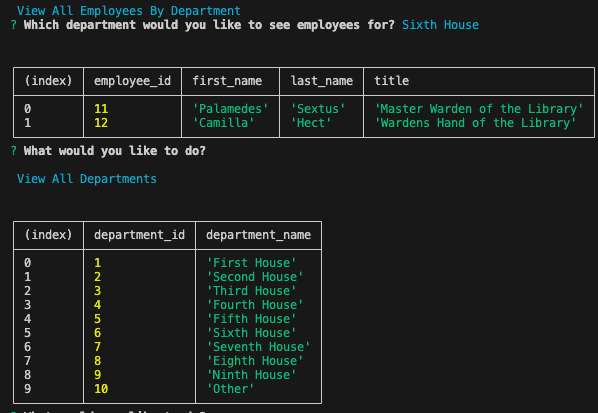 View All Employees By Department
? Which department would you like to see employees for? Sixth House
(index) employee_id first_name last_name title
0 11 'Palamedes' 'Sextus' 'Master Warden of the Library'
1 12 'Camilla' 'Hect' 'Wardens Hand of the Library'
? What would you like to do?
View All Departments
(index) department_id department_name
0 1 'First House'
1 2 'Second House'
2 3 'Third House'
3 4 'Fourth House'
4 5 'Fifth House'
5 6 'Sixth House'
6 7 'Seventh House'
7 8 'Eighth House'
8 9 'Ninth House'
9 10 'Other'